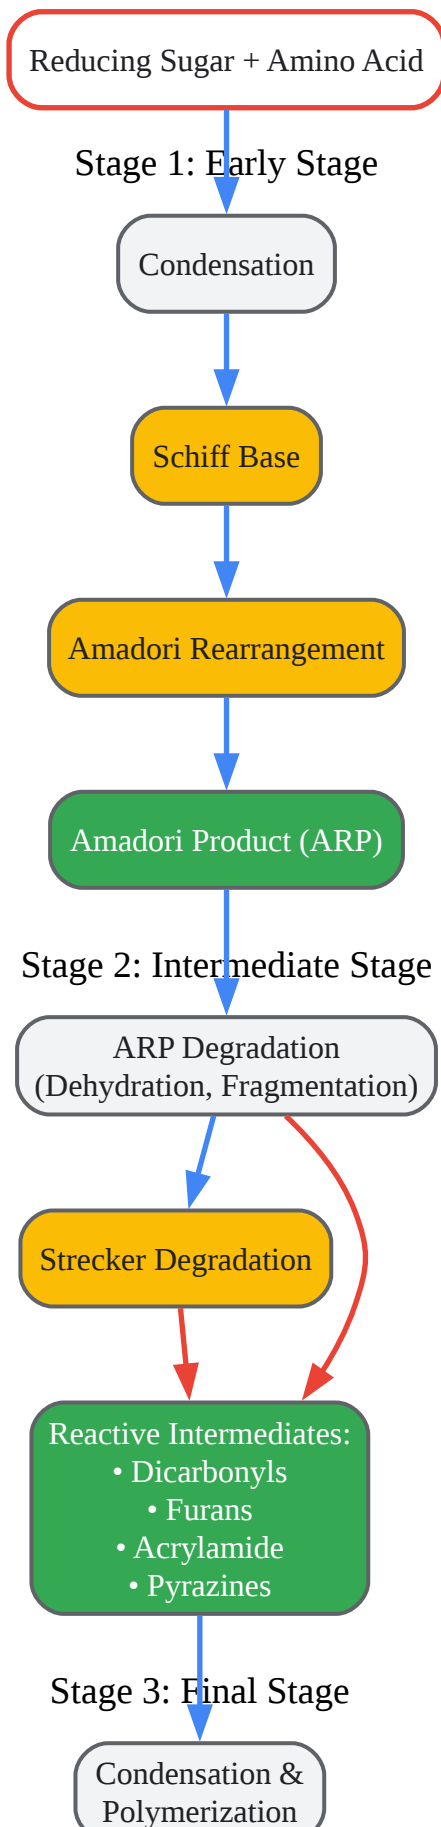 Reducing Sugar + Amino Acid
Stage 1: Early Stage
Condensation
Schiff Base
Amadori Rearrangement
Amadori Product (ARP)
Stage 2: Intermediate Stage
ARP Degradation
(Dehydration, Fragmentation)
Strecker Degradation
Reactive Intermediates:
• Dicarbonyls
• Furans
• Acrylamide
• Pyrazines
Stage 3: Final Stage
Condensation &
Polymerization